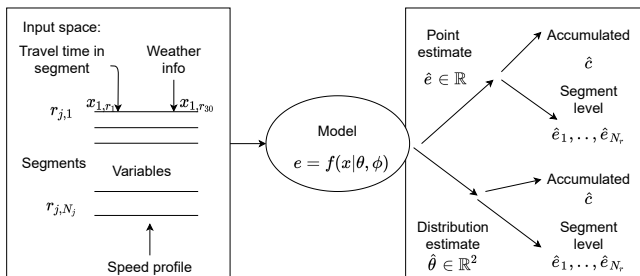 Input space:
Travel time in
segment
Weather
info
r_{j,1}
x_{1,r_1}
x_{1,r_{30}}
Segments
Variables
r_{j,N_j}
Speed profile
Model
e = f(x|θ, ϕ)
Point
estimate
ê ∈ ℝ
Accumulated
ĉ
Segment
level
ê_1, . . , ê_{N_r}
Distribution
estimate
θ̂ ∈ ℝ^2
Accumulated
ĉ
Segment
level
ê_1, . . , ê_{N_r}